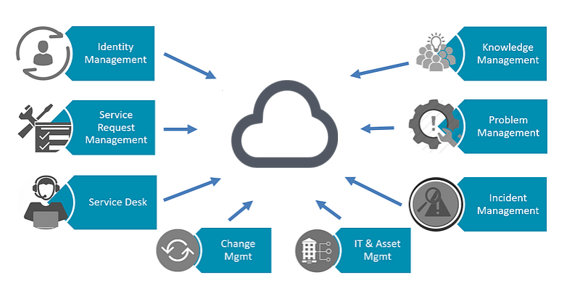 Identity
Management
Service
Request
Management
Service Desk
Change
Mgmt
IT & Asset
Mgmt
Knowledge
Management
Problem
Management
Incident
Management